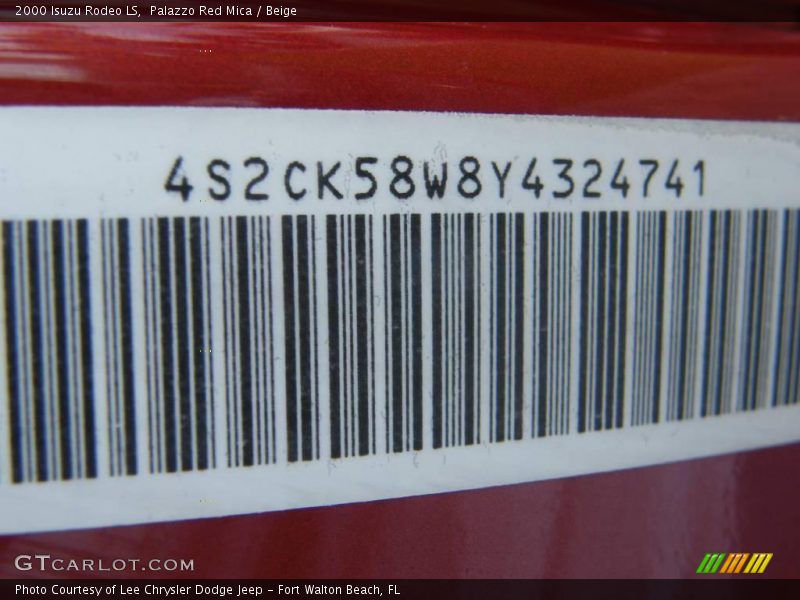 2000 Isuzu Rodeo LS, Palazzo Red Mica / Beige
4S2CK58W8Y4324741
GTCARLOT.COM
Photo Courtesy of Lee Chrysler Dodge Jeep - Fort Walton Beach, FL